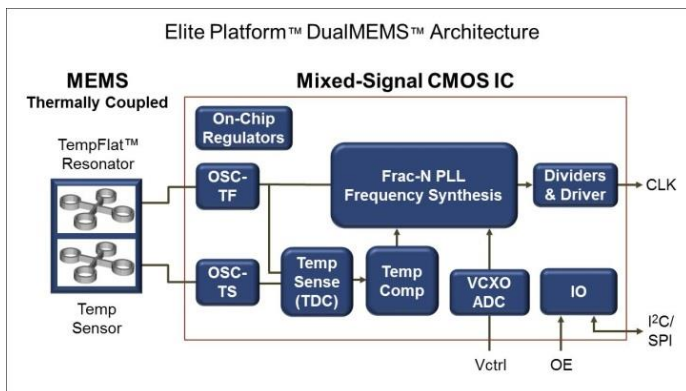 Elite Platform™ DualMEMS™ Architecture
MEMS
Thermally Coupled
Mixed-Signal CMOS IC
TempFlat™
Resonator
On-Chip
Regulators
OSC-
TF
Frac-N PLL
Frequency Synthesis
Dividers
& Driver
CLK
OSC-
TS
Temp
Sense
(TDC)
Temp
Comp
VCXO
ADC
IO
Temp
Sensor
I²C/
SPI
Vctrl
OE